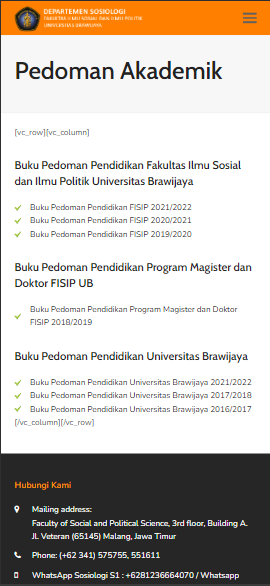 DEPARTEMEN SOSIOLOGI
FAKULTAS ILMU SOSIAL DAN ILMU POLITIK
UNIVERSITAS BRAWIJAYA
Pedoman Akademik
[vc_row][vc_column]
Buku Pedoman Pendidikan Fakultas Ilmu Sosial
dan Ilmu Politik Universitas Brawijaya
Buku Pedoman Pendidikan FISIP 2021/2022
Buku Pedoman Pendidikan FISIP 2020/2021
Buku Pedoman Pendidikan FISIP 2019/2020
Buku Pedoman Pendidikan Program Magister dan
Doktor FISIP UB
Buku Pedoman Pendidikan Program Magister dan Doktor
FISIP 2018/2019
Buku Pedoman Pendidikan Universitas Brawijaya
Buku Pedoman Pendidikan Universitas Brawijaya 2021/2022
Buku Pedoman Pendidikan Universitas Brawijaya 2017/2018
Buku Pedoman Pendidikan Universitas Brawijaya 2016/2017
[/vc_column][/vc_row]
Hubungi Kami
Mailing address:
Faculty of Social and Political Science, 3rd floor, Building A.
Jl. Veteran (65145) Malang, Jawa Timur
Phone: (+62 341) 575755, 551611
WhatsApp Sosiologi S1 : +6281236664070 / Whatsapp